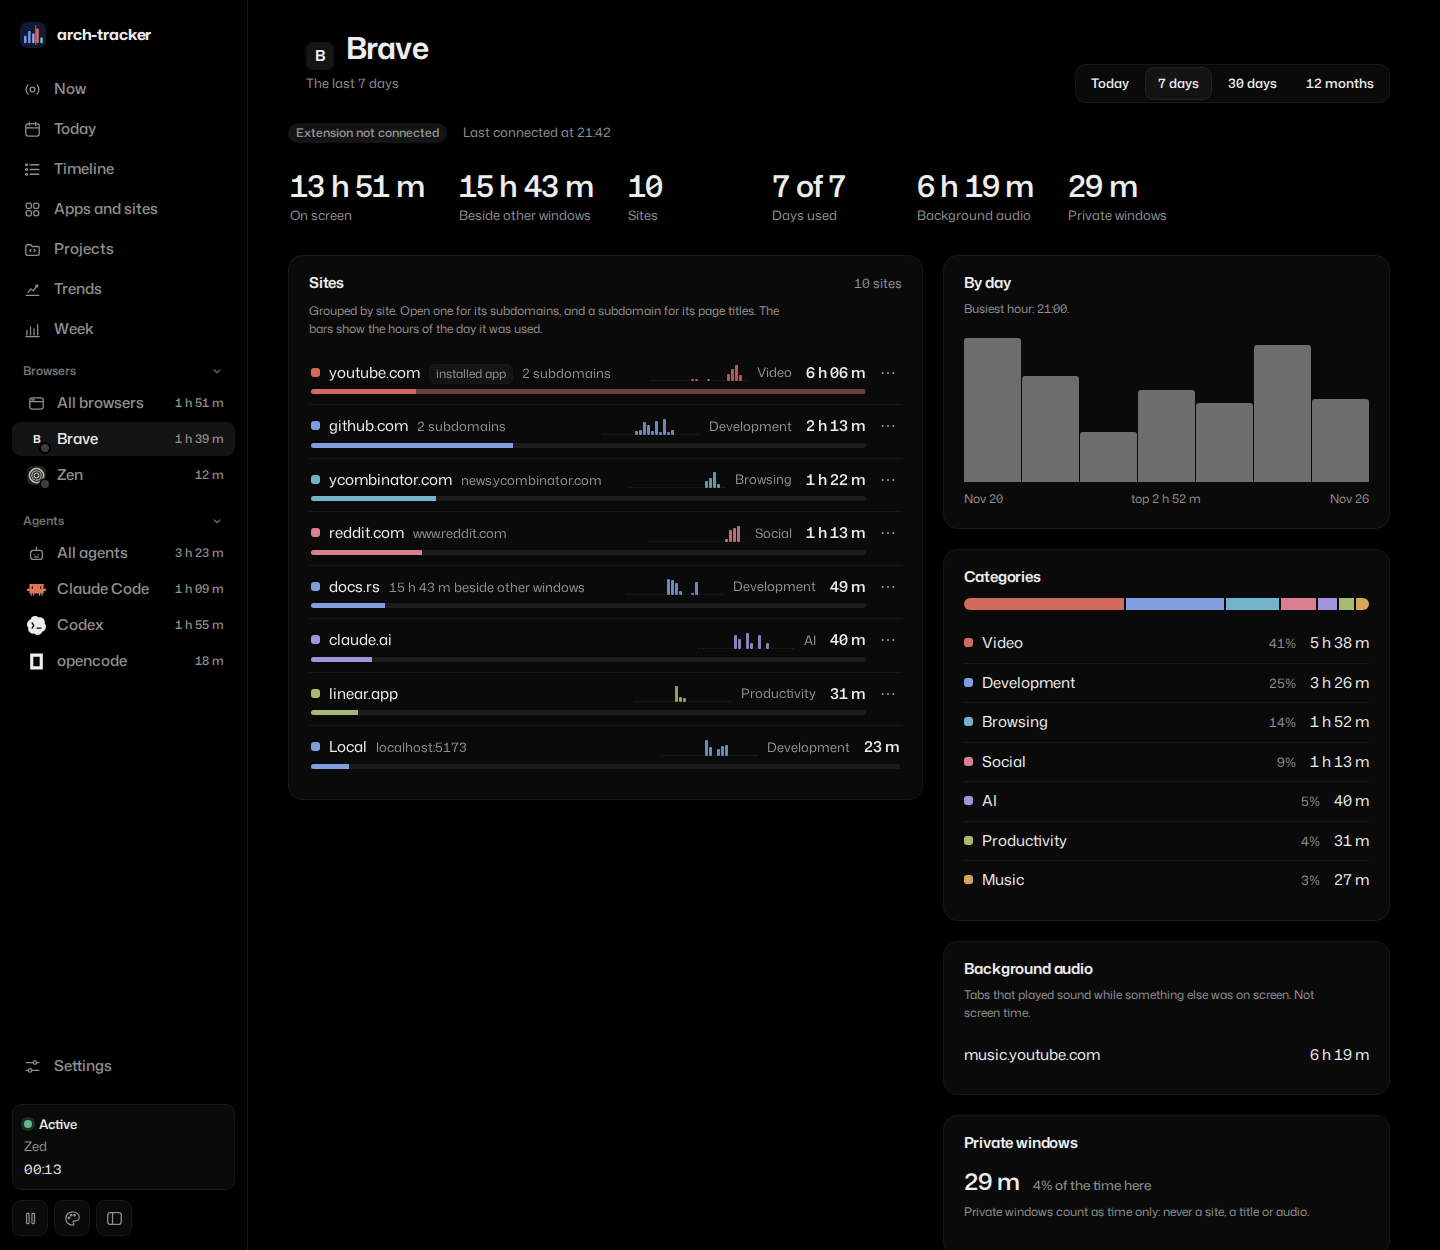 arch-tracker
Now
Today
Timeline
Apps and sites
Projects
Trends
Week
Browsers
All browsers 1 h 51 m
B Brave 1 h 39 m
Zen 12 m
Agents
All agents 3 h 23 m
Claude Code 1 h 09 m
Codex 1 h 55 m
opencode 18 m
Settings
Active
Zed
00:13
B Brave
The last 7 days
Today 7 days 30 days 12 months
Extension not connected Last connected at 21:42
13 h 51 m 15 h 43 m 10 7 of 7 6 h 19 m 29 m
On screen Beside other windows Sites Days used Background audio Private windows
Sites 10 sites
Grouped by site. Open one for its subdomains, and a subdomain for its page titles. The
bars show the hours of the day it was used.
youtube.com installed app 2 subdomains Video 6 h 06 m ...
github.com 2 subdomains Development 2 h 13 m ...
ycombinator.com news.ycombinator.com Browsing 1 h 22 m ...
reddit.com www.reddit.com Social 1 h 13 m ...
docs.rs 15 h 43 m beside other windows Development 49 m ...
claude.ai AI 40 m ...
linear.app Productivity 31 m ...
Local localhost:5173 Development 23 m
By day
Busiest hour: 21:00.
Nov 20 top 2 h 52 m Nov 26
Categories
Video 41% 5 h 38 m
Development 25% 3 h 26 m
Browsing 14% 1 h 52 m
Social 9% 1 h 13 m
AI 5% 40 m
Productivity 4% 31 m
Music 3% 27 m
Background audio
Tabs that played sound while something else was on screen. Not
screen time.
music.youtube.com 6 h 19 m
Private windows
29 m 4% of the time here
Private windows count as time only: never a site, a title or audio.